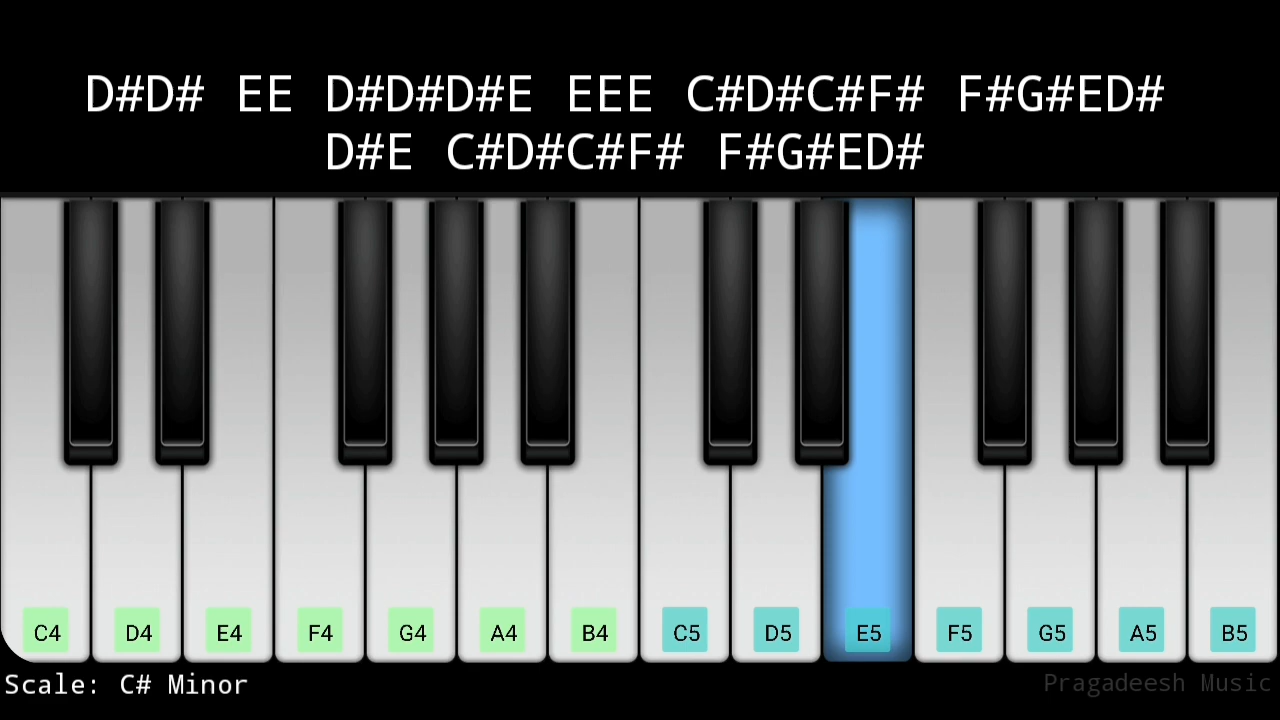 D#D# EE D#D#D#E EEE C#D#C#F# F#G#ED#
D#E C#D#C#F# F#G#ED#
C4 D4 E4 F4 G4 A4 B4 C5 D5 E5 F5 G5 A5 B5
Scale: C# Minor
Pragadeesh Music